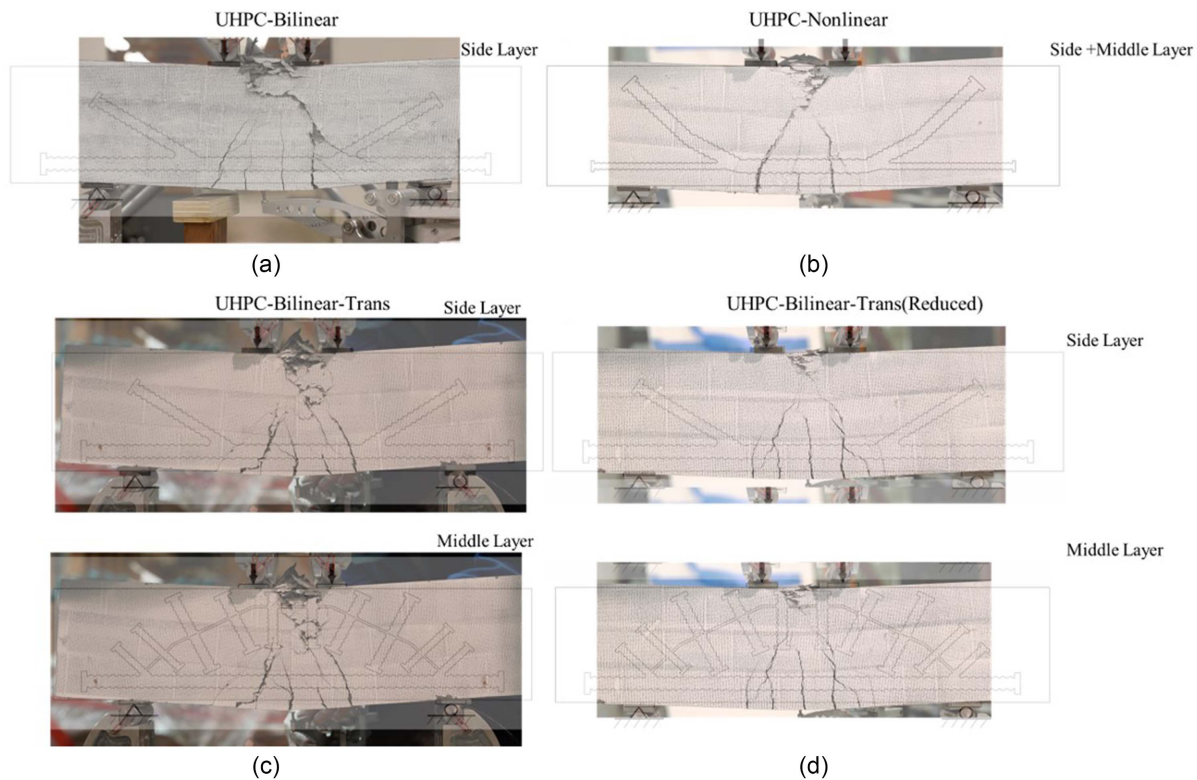 UHPC-Bilinear
Side Layer
UHPC-Nonlinear
Side +Middle Layer
(a)
(b)
UHPC-Bilinear-Trans
Side Layer
UHPC-Bilinear-Trans(Reduced)
Side Layer
Middle Layer
Middle Layer
(c)
(d)